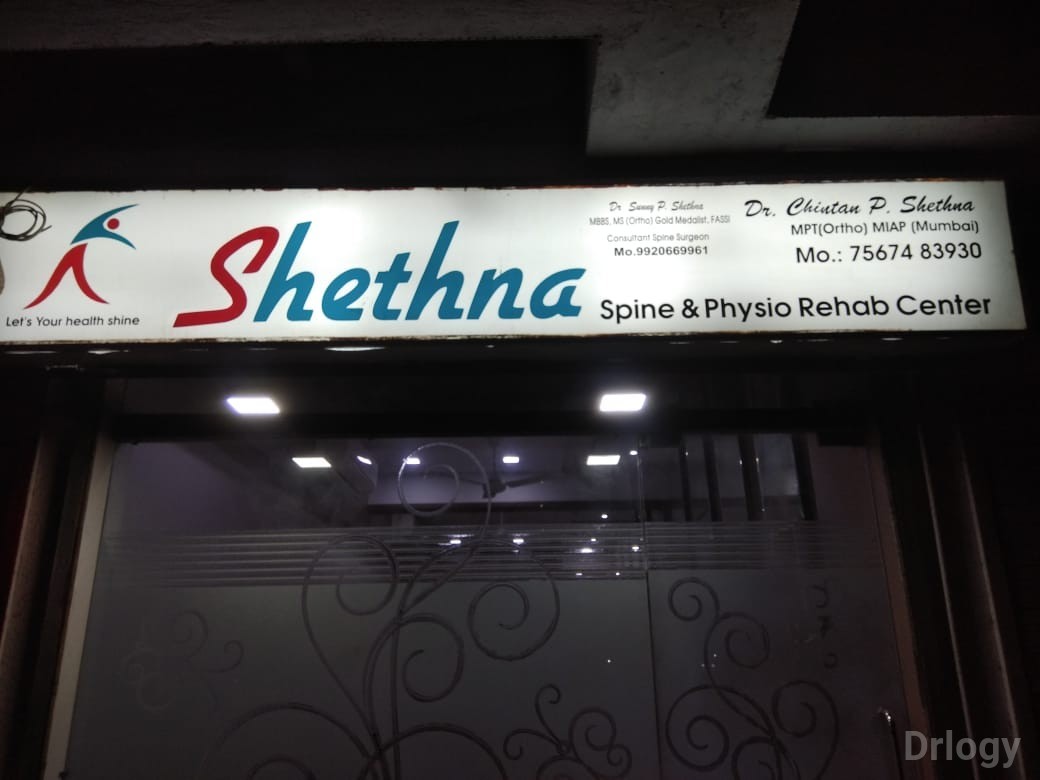 Let's Your health shine
Shethna
Dr. Sunny P. Shethna
MBBS, MS (Ortho) Gold Medalist, FASSI
Consultant Spine Surgeon
Mo.9920669961
Dr. Chintan P. Shethna
MPT(Ortho) MIAP (Mumbai)
Mo.: 75674 83930
Spine & Physio Rehab Center
Drlogy